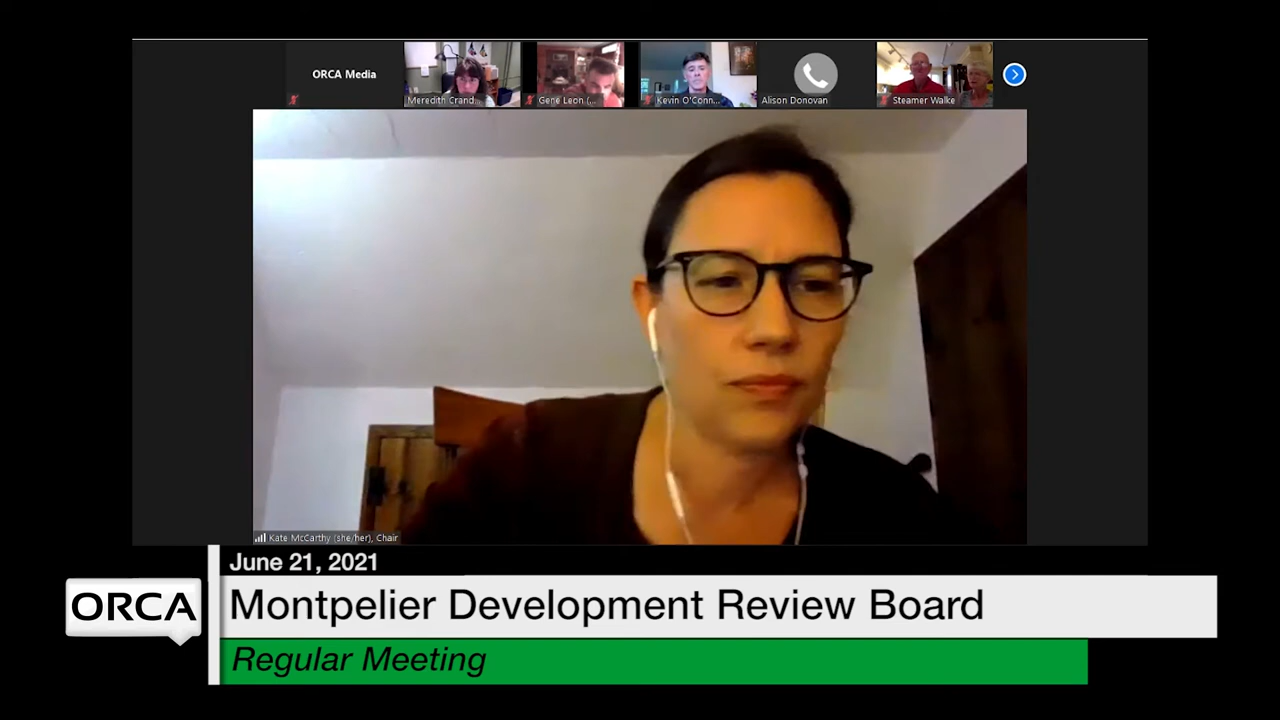 ORCA Media
Meredith Crand...
Gene Leon (...
Kevin O'Conn...
Alison Donovan
Steamer Walke
Kate McCarthy (she/her), Chair
June 21, 2021
ORCA
Montpelier Development Review Board
Regular Meeting